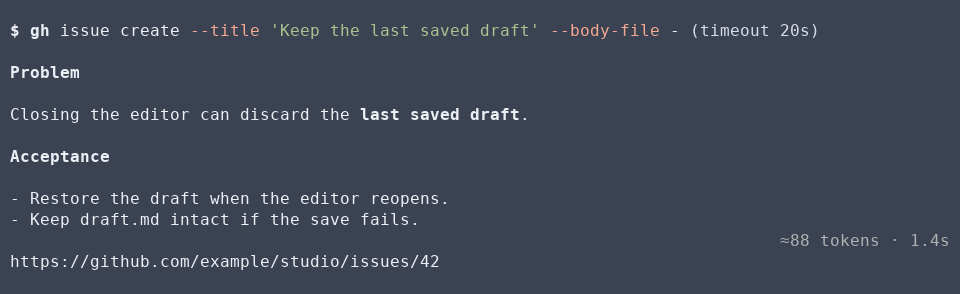 $ gh issue create --title 'Keep the last saved draft' --body-file - (timeout 20s)
Problem
Closing the editor can discard the last saved draft.
Acceptance
- Restore the draft when the editor reopens.
- Keep draft.md intact if the save fails.
≈88 tokens · 1.4s
https://github.com/example/studio/issues/42